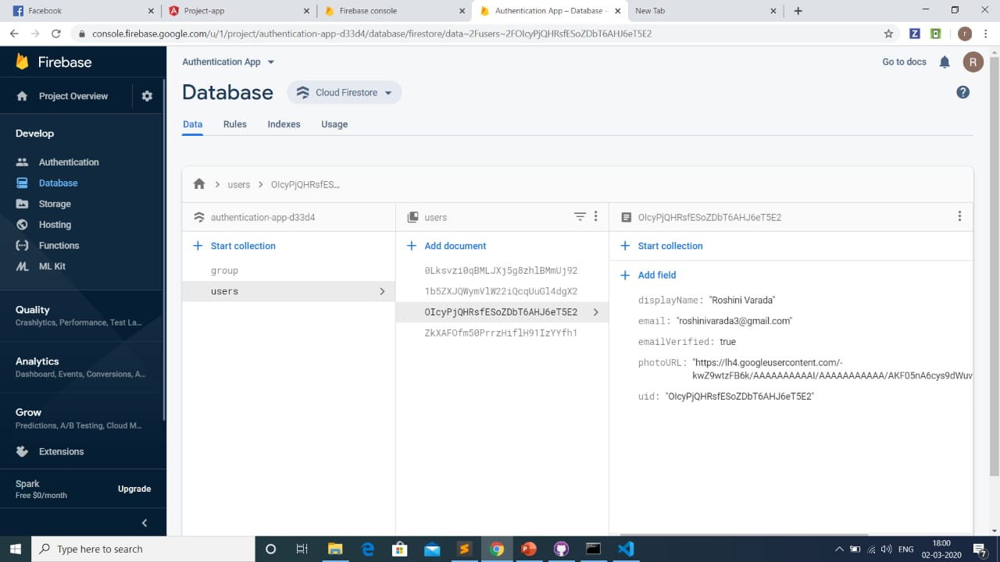 Facebook
Project-app
Firebase console
Authentication App – Database –
New Tab
console.firebase.google.com/u/1/project/authentication-app-d33d4/database/firestore/data~2Fusers~2FOIcyPjQHRsfESoZDbT6AHJ6eT5E2
Firebase
Project Overview
Develop
Authentication
Database
Storage
Hosting
Functions
ML Kit
Quality
Crashlytics, Performance, Test La...
Analytics
Dashboard, Events, Conversions, A...
Grow
Predictions, A/B Testing, Cloud M...
Extensions
Spark
Free $0/month
Upgrade
Authentication App
Go to docs
R
Database
Cloud Firestore
Data Rules Indexes Usage
users
OIcyPjQHRsfES...
authentication-app-d33d4
Start collection
group
users
users
Add document
0Lksvzi0qBMLJXj5g8zhlBMmUj92
1b5ZXJQWymVlW22iQcqUuGl4dgX2
OIcyPjQHRsfESoZDbT6AHJ6eT5E2
ZkXAFOfm50PrrzHiflH91IzYYfh1
OIcyPjQHRsfESoZDbT6AHJ6eT5E2
Start collection
Add field
displayName: "Roshini Varada"
email: "roshinivarada3@gmail.com"
emailVerified: true
photoURL: "https://lh4.googleusercontent.com/-
kwZ9wtzFB6k/AAAAAAAAAAI/AAAAAAAAAAA/AKF05nA6cys9dWuv
uid: "OIcyPjQHRsfESoZDbT6AHJ6eT5E2"
Type here to search
ENG
18:00
02-03-2020
7